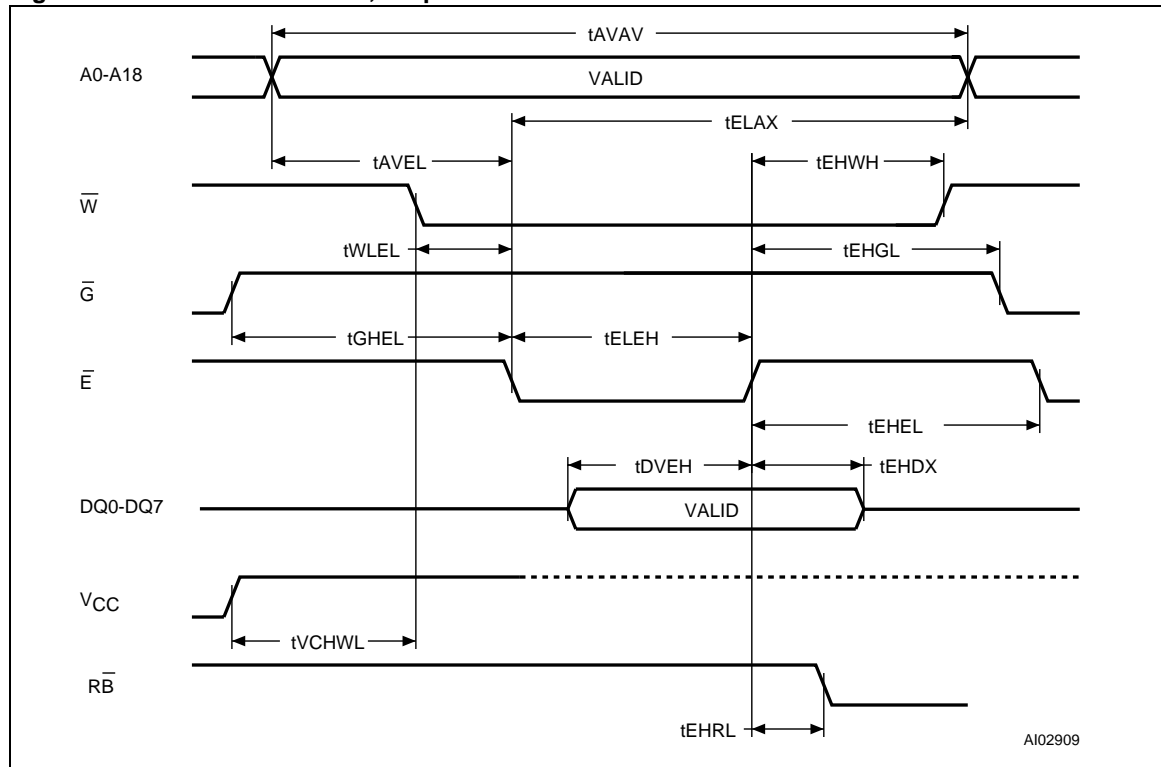 tAVAV
A0-A18
VALID
tELAX
tAVEL
tEHWH
W̅
tWLEL
tEHGL
G̅
tGHEL
tELEH
E̅
tEHEL
tDVEH
tEHDX
DQ0-DQ7
VALID
VCC
tVCHWL
RB̅
tEHRL
AI02909